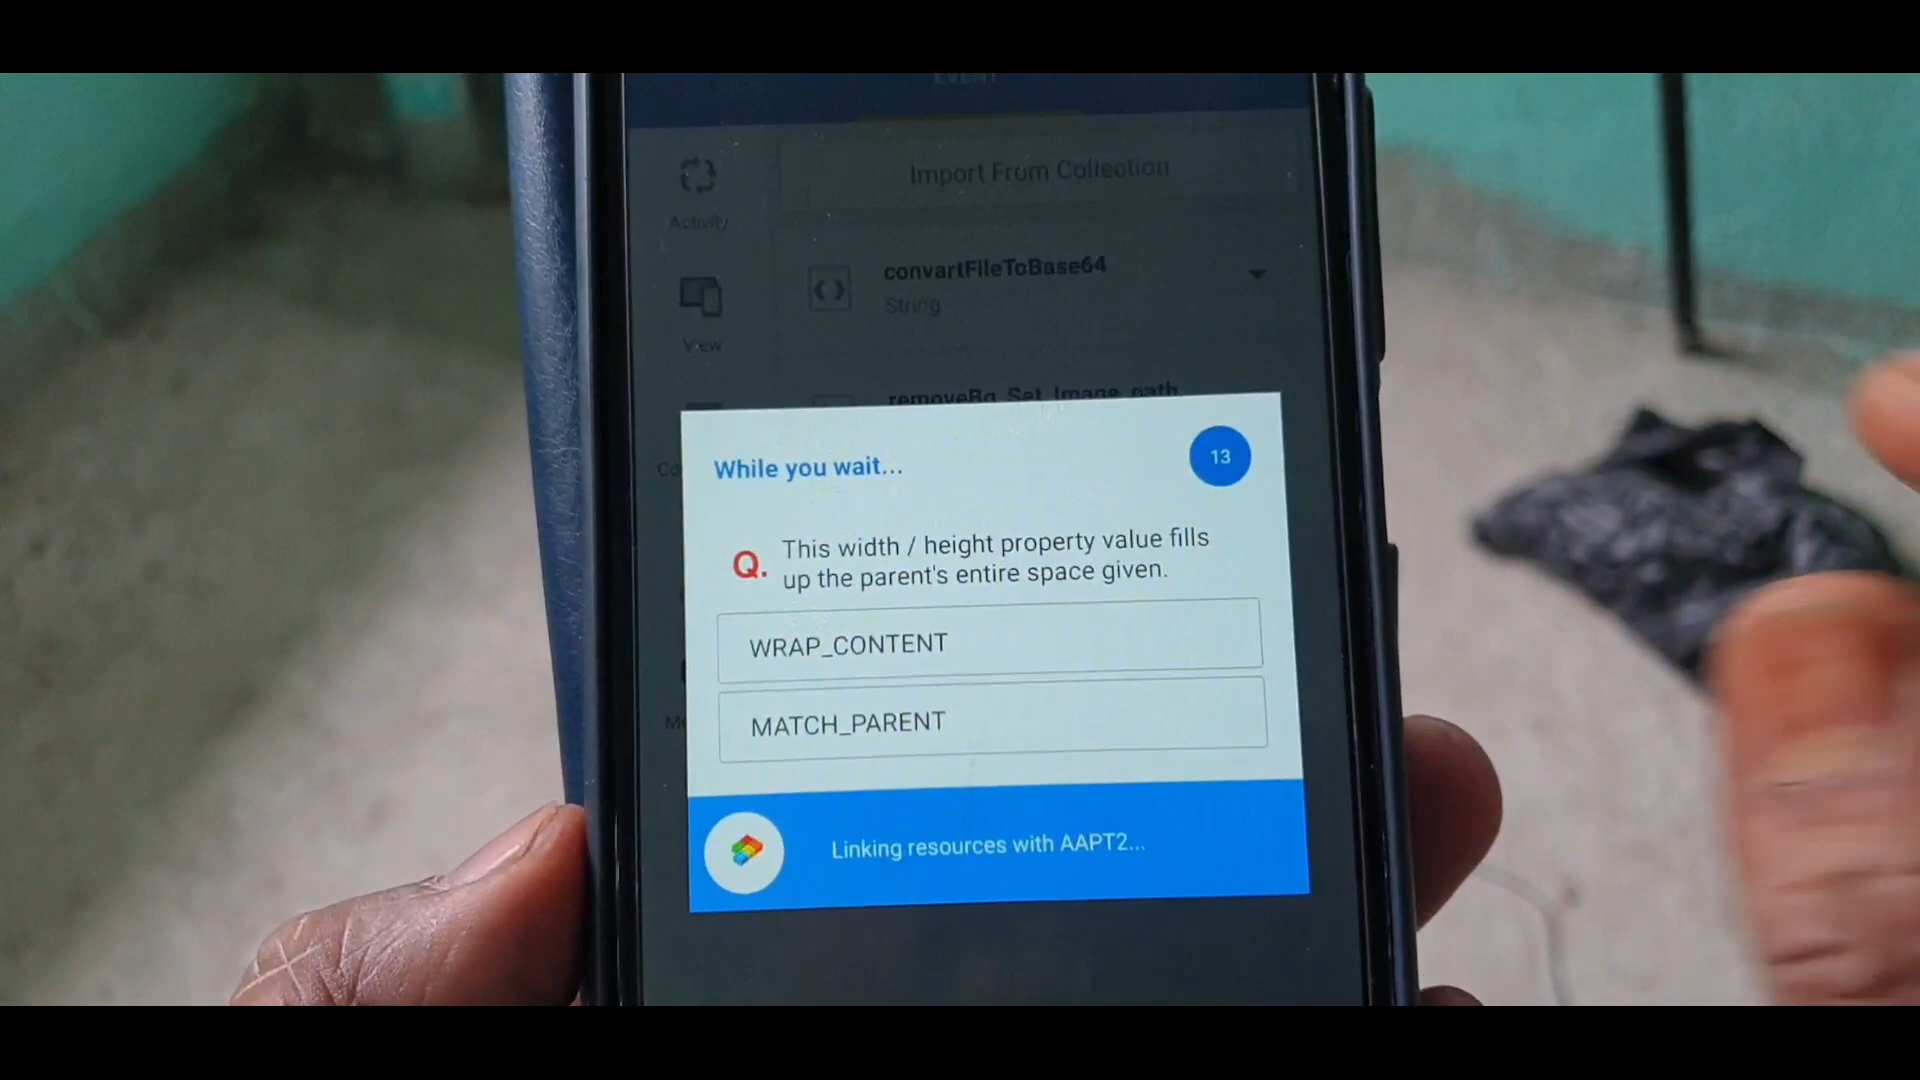 EVENT
Import From Collection
Activity
convartFileToBase64
String
View
removeBg_Set_Image_path
While you wait...
13
Q. This width / height property value fills
up the parent's entire space given.
WRAP_CONTENT
MATCH_PARENT
Linking resources with AAPT2...